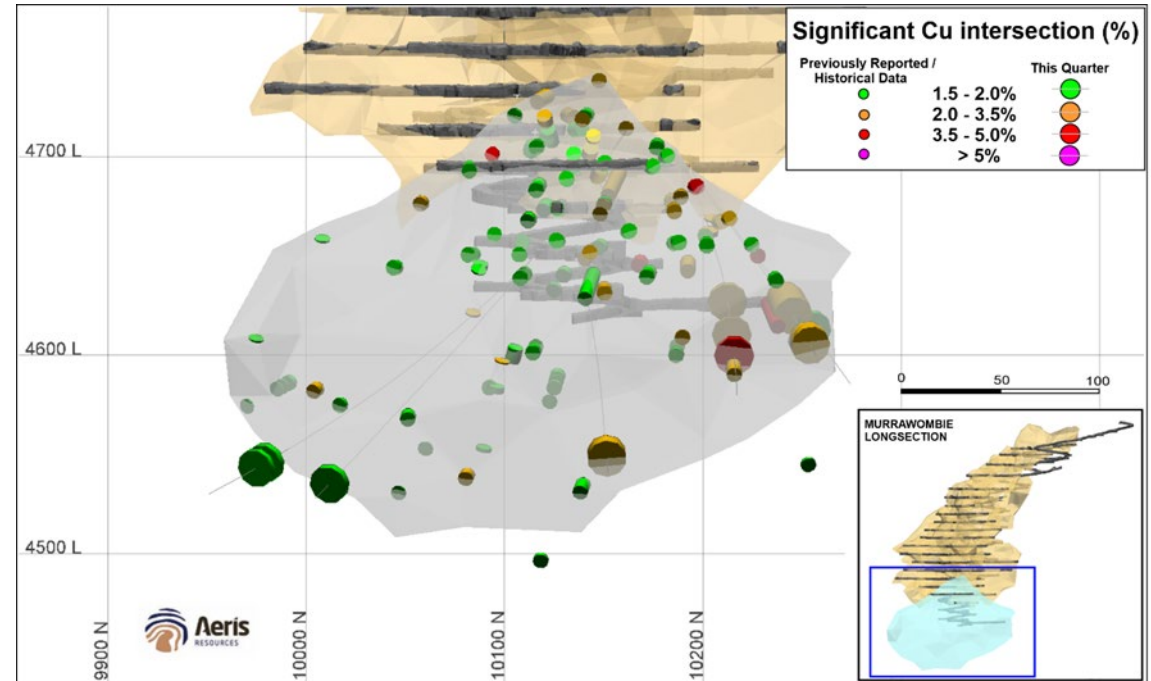 Significant Cu intersection (%)
Previously Reported /
Historical Data
This Quarter
1.5 - 2.0%
2.0 - 3.5%
3.5 - 5.0%
> 5%
4700 L
4600 L
0 50 100
MURRAWOMBIE
LONGSECTION
4500 L
Aeris
RESOURCES
9900 N
10000 N
10100 N
10200 N